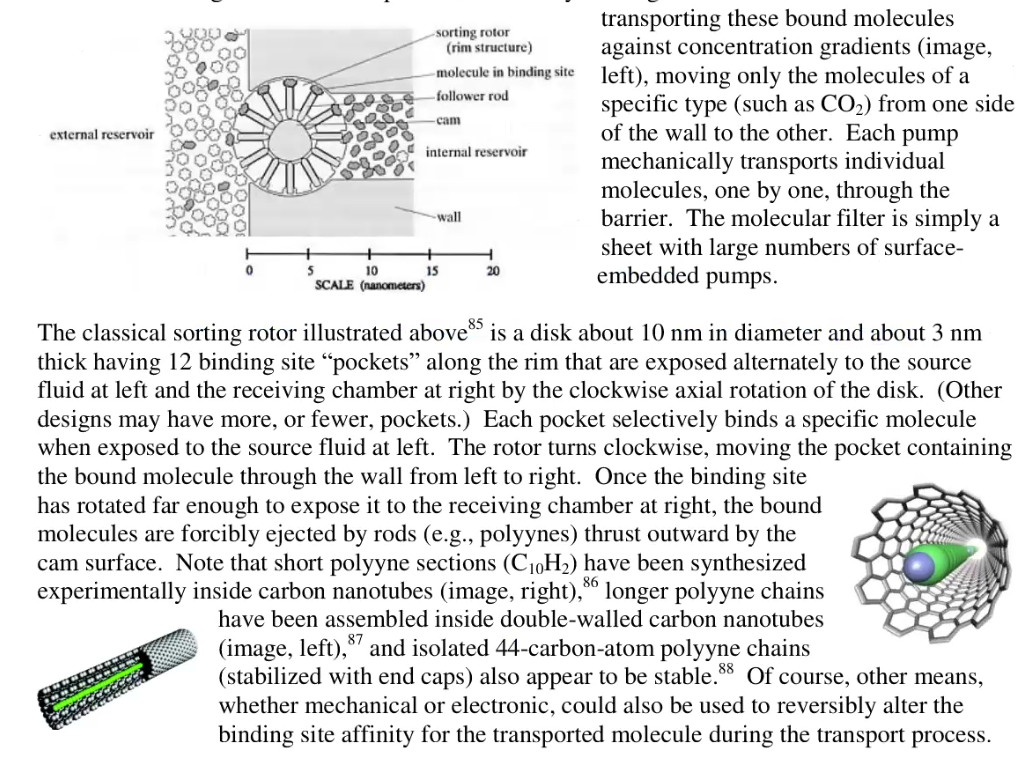 sorting rotor
(rim structure)
molecule in binding site
follower rod
cam
external reservoir
internal reservoir
wall
0 5 10 15 20
SCALE (nanometers)
transporting these bound molecules
against concentration gradients (image,
left), moving only the molecules of a
specific type (such as CO2) from one side
of the wall to the other. Each pump
mechanically transports individual
molecules, one by one, through the
barrier. The molecular filter is simply a
sheet with large numbers of surface-
embedded pumps.
The classical sorting rotor illustrated above85 is a disk about 10 nm in diameter and about 3 nm
thick having 12 binding site “pockets” along the rim that are exposed alternately to the source
fluid at left and the receiving chamber at right by the clockwise axial rotation of the disk. (Other
designs may have more, or fewer, pockets.) Each pocket selectively binds a specific molecule
when exposed to the source fluid at left. The rotor turns clockwise, moving the pocket containing
the bound molecule through the wall from left to right. Once the binding site
has rotated far enough to expose it to the receiving chamber at right, the bound
molecules are forcibly ejected by rods (e.g., polyynes) thrust outward by the
cam surface. Note that short polyyne sections (C10H2) have been synthesized
experimentally inside carbon nanotubes (image, right),86 longer polyyne chains
have been assembled inside double-walled carbon nanotubes
(image, left),87 and isolated 44-carbon-atom polyyne chains
(stabilized with end caps) also appear to be stable.88 Of course, other means,
whether mechanical or electronic, could also be used to reversibly alter the
binding site affinity for the transported molecule during the transport process.